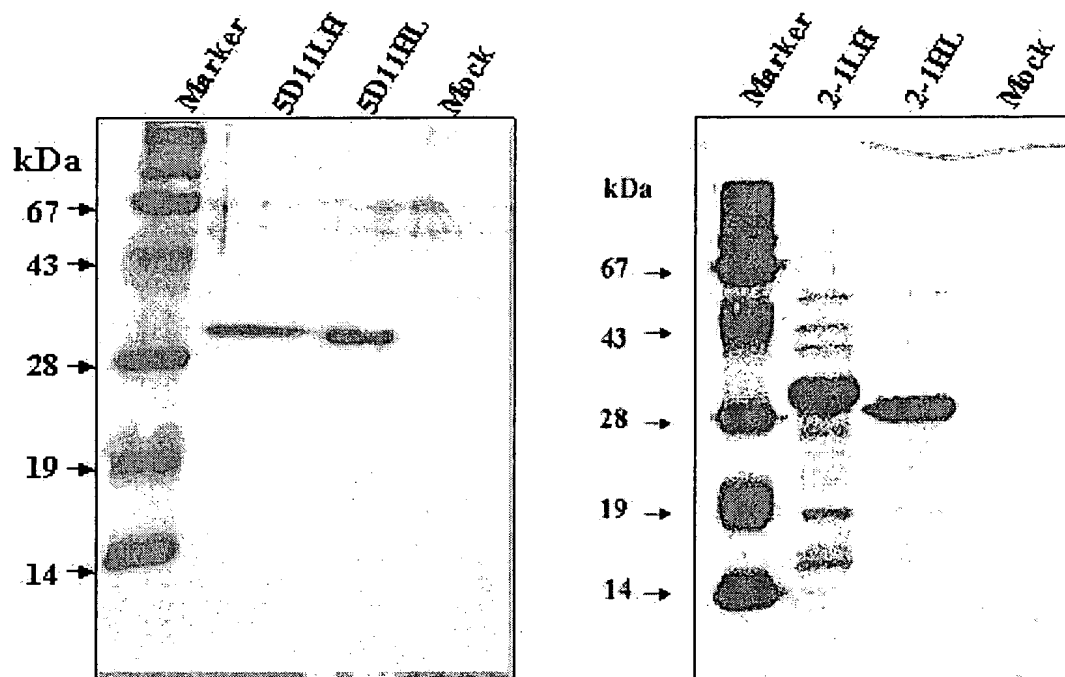 Marker
5D11LH
5D11HL
Mock
kDa
67
43
28
19
14
Marker
2-1LH
2-1HL
Mock
kDa
67
43
28
19
14